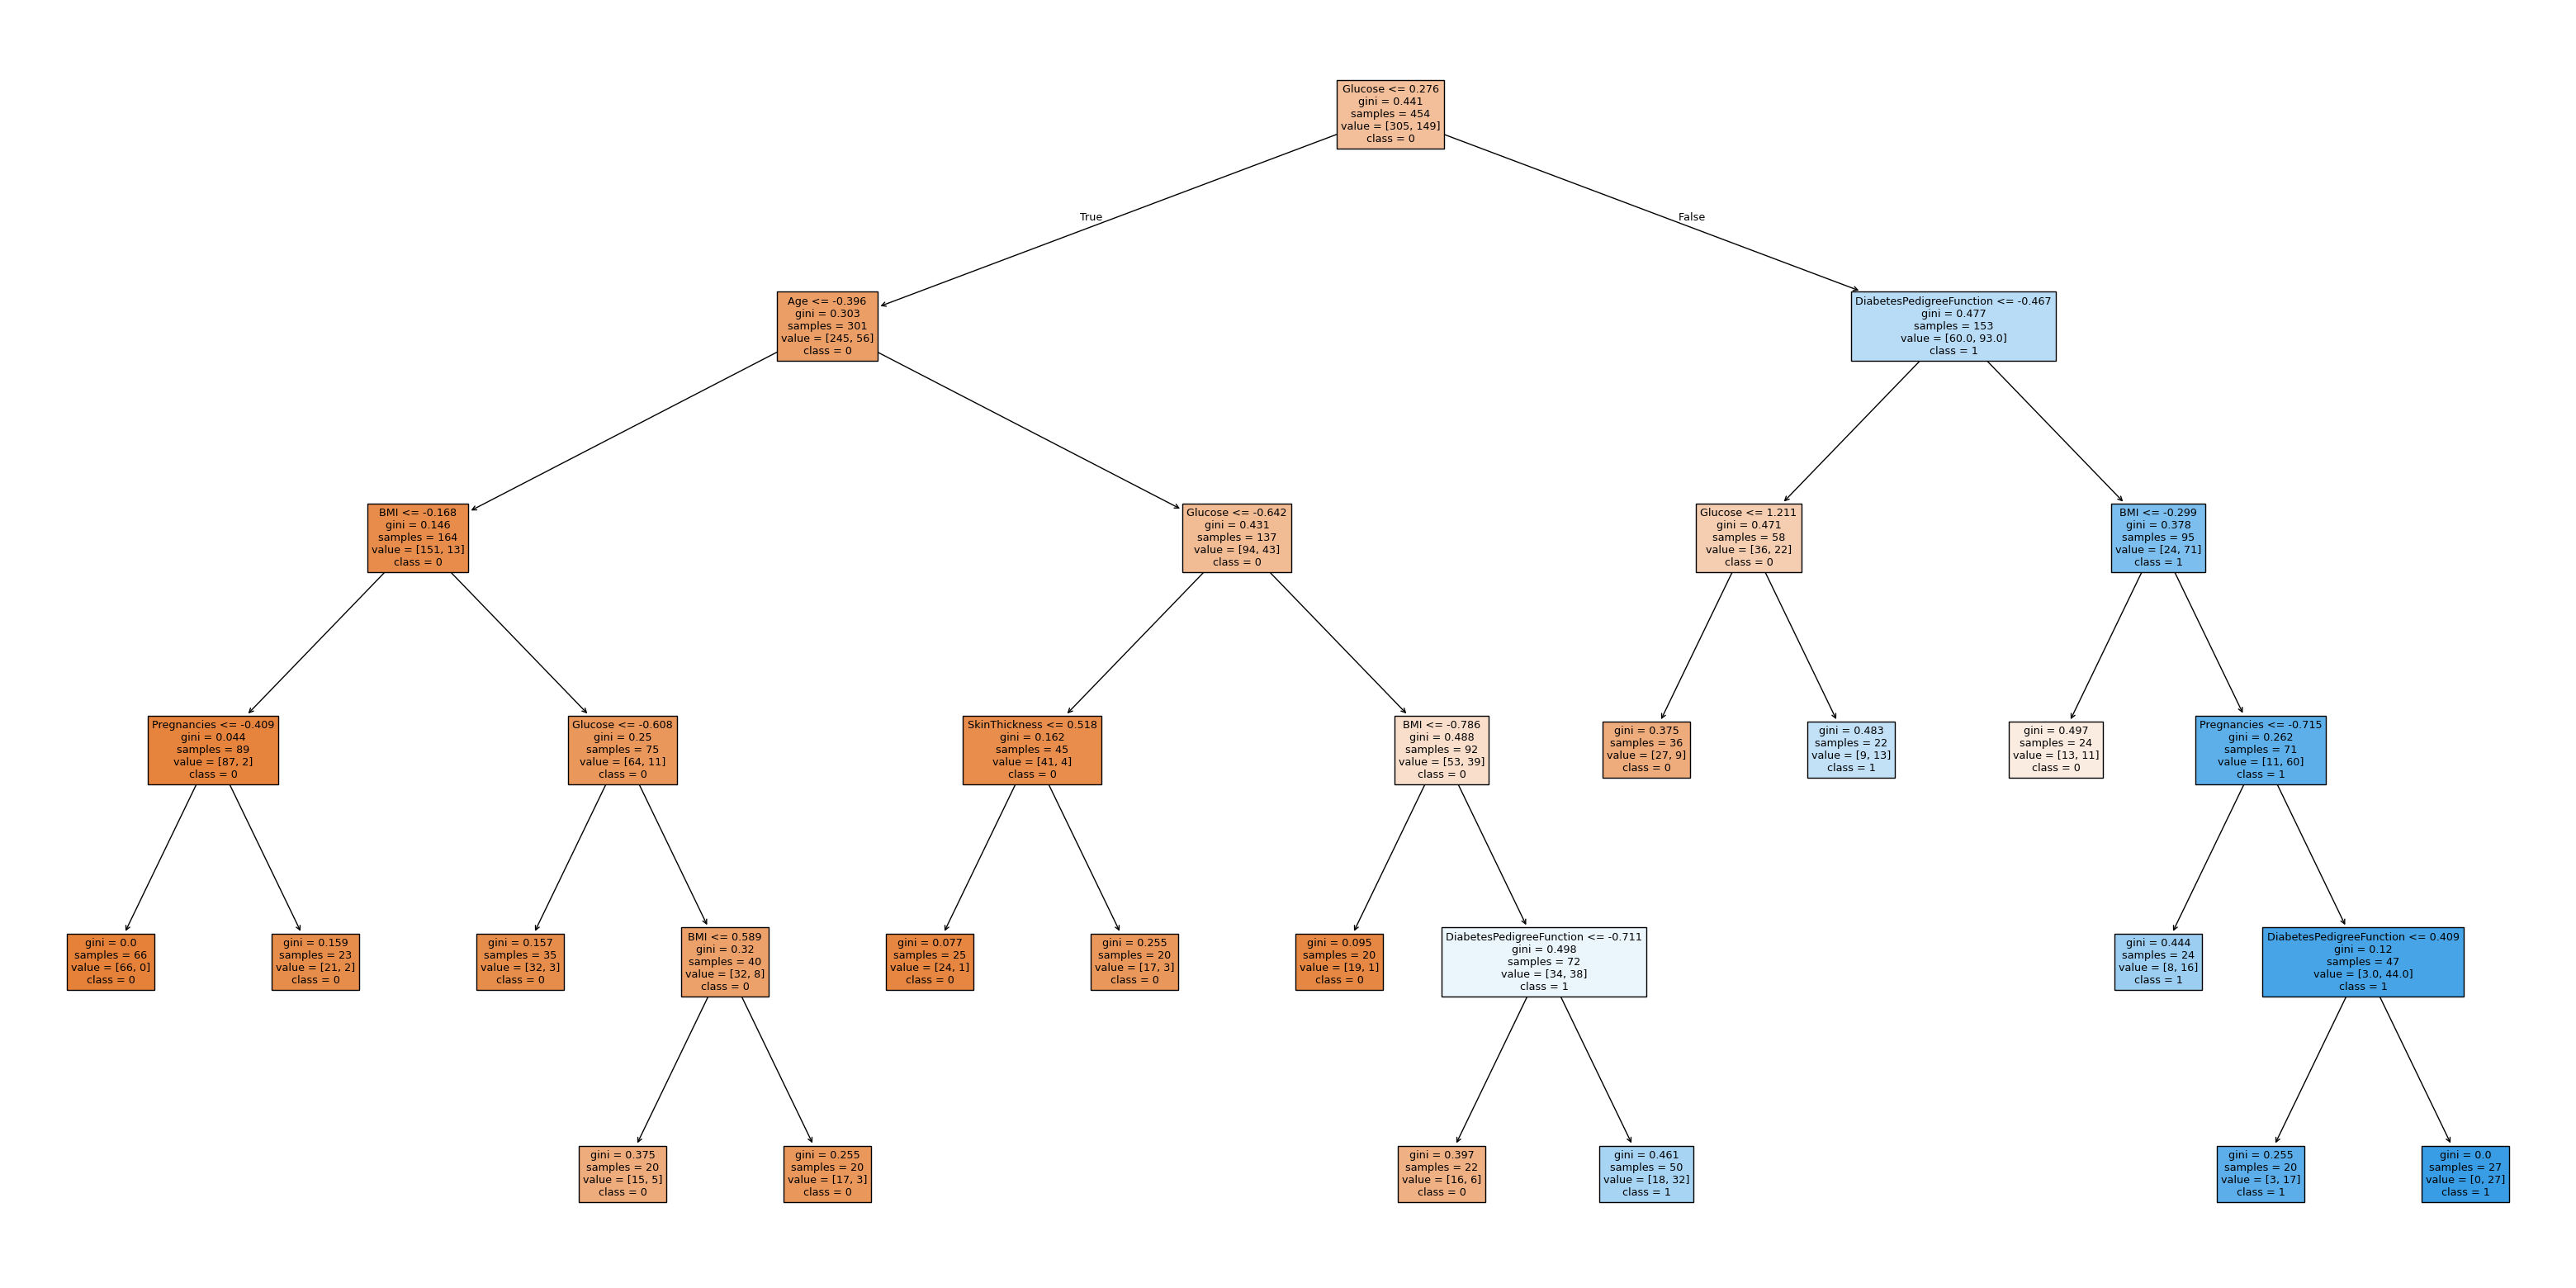 Glucose <= 0.276
gini = 0.441
samples = 454
value = [305, 149]
class = 0
True
False
Age <= -0.396
gini = 0.303
samples = 301
value = [245, 56]
class = 0
DiabetesPedigreeFunction <= -0.467
gini = 0.477
samples = 153
value = [60.0, 93.0]
class = 1
BMI <= -0.168
gini = 0.146
samples = 164
value = [151, 13]
class = 0
Glucose <= -0.642
gini = 0.431
samples = 137
value = [94, 43]
class = 0
Glucose <= 1.211
gini = 0.471
samples = 58
value = [36, 22]
class = 0
BMI <= -0.299
gini = 0.378
samples = 95
value = [24, 71]
class = 1
Pregnancies <= -0.409
gini = 0.044
samples = 89
value = [87, 2]
class = 0
Glucose <= -0.608
gini = 0.25
samples = 75
value = [64, 11]
class = 0
SkinThickness <= 0.518
gini = 0.162
samples = 45
value = [41, 4]
class = 0
BMI <= -0.786
gini = 0.488
samples = 92
value = [53, 39]
class = 0
gini = 0.375
samples = 36
value = [27, 9]
class = 0
gini = 0.483
samples = 22
value = [9, 13]
class = 1
gini = 0.497
samples = 24
value = [13, 11]
class = 0
Pregnancies <= -0.715
gini = 0.262
samples = 71
value = [11, 60]
class = 1
gini = 0.0
samples = 66
value = [66, 0]
class = 0
gini = 0.159
samples = 23
value = [21, 2]
class = 0
gini = 0.157
samples = 35
value = [32, 3]
class = 0
BMI <= 0.589
gini = 0.32
samples = 40
value = [32, 8]
class = 0
gini = 0.077
samples = 25
value = [24, 1]
class = 0
gini = 0.255
samples = 20
value = [17, 3]
class = 0
gini = 0.095
samples = 20
value = [19, 1]
class = 0
DiabetesPedigreeFunction <= -0.711
gini = 0.498
samples = 72
value = [34, 38]
class = 1
gini = 0.444
samples = 24
value = [8, 16]
class = 1
DiabetesPedigreeFunction <= 0.409
gini = 0.12
samples = 47
value = [3.0, 44.0]
class = 1
gini = 0.375
samples = 20
value = [15, 5]
class = 0
gini = 0.255
samples = 20
value = [17, 3]
class = 0
gini = 0.397
samples = 22
value = [16, 6]
class = 0
gini = 0.461
samples = 50
value = [18, 32]
class = 1
gini = 0.255
samples = 20
value = [3, 17]
class = 1
gini = 0.0
samples = 27
value = [0, 27]
class = 1